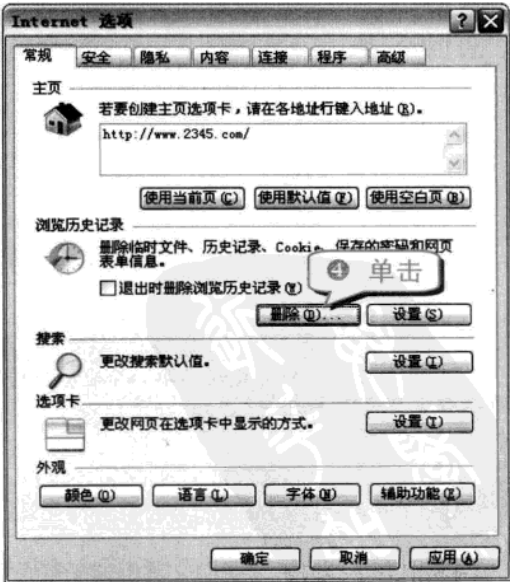 Internet 选项
常规 安全 隐私 内容 连接 程序 高级
主页
若要创建主页选项卡，请在各地址行键入地址(R)。
http://www.2345.com/
使用当前页(C) 使用默认值(F) 使用空白页(B)
浏览历史记录
删除临时文件、历史记录、Cookie、保存的密码和网页
表单信息。
❹ 单击
退出时删除浏览历史记录(W)
删除(D)... 设置(S)
搜索
更改搜索默认值。 设置(I)
选项卡
更改网页在选项卡中显示的方式。 设置(T)
外观
颜色(O) 语言(L) 字体(N) 辅助功能(E)
确定 取消 应用(A)